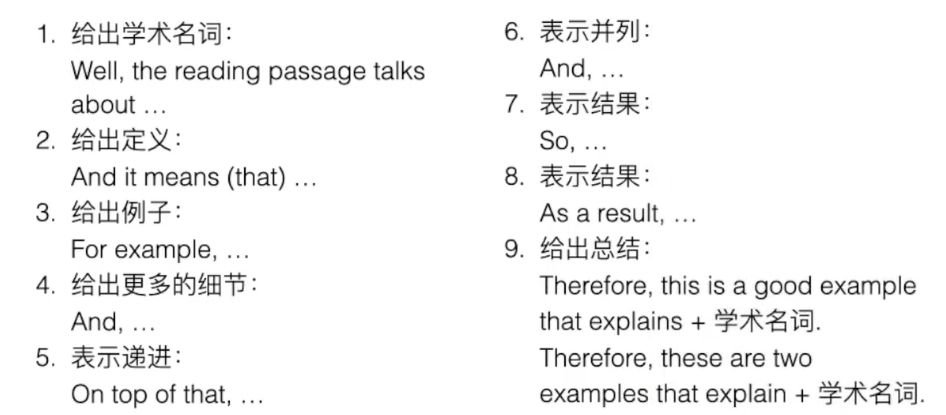 1. 给出学术名词：
Well, the reading passage talks
about …
2. 给出定义：
And it means (that) …
3. 给出例子：
For example, …
4. 给出更多的细节：
And, …
5. 表示递进：
On top of that, …
6. 表示并列：
And, …
7. 表示结果：
So, …
8. 表示结果：
As a result, …
9. 给出总结：
Therefore, this is a good example
that explains + 学术名词.
Therefore, these are two
examples that explain + 学术名词.